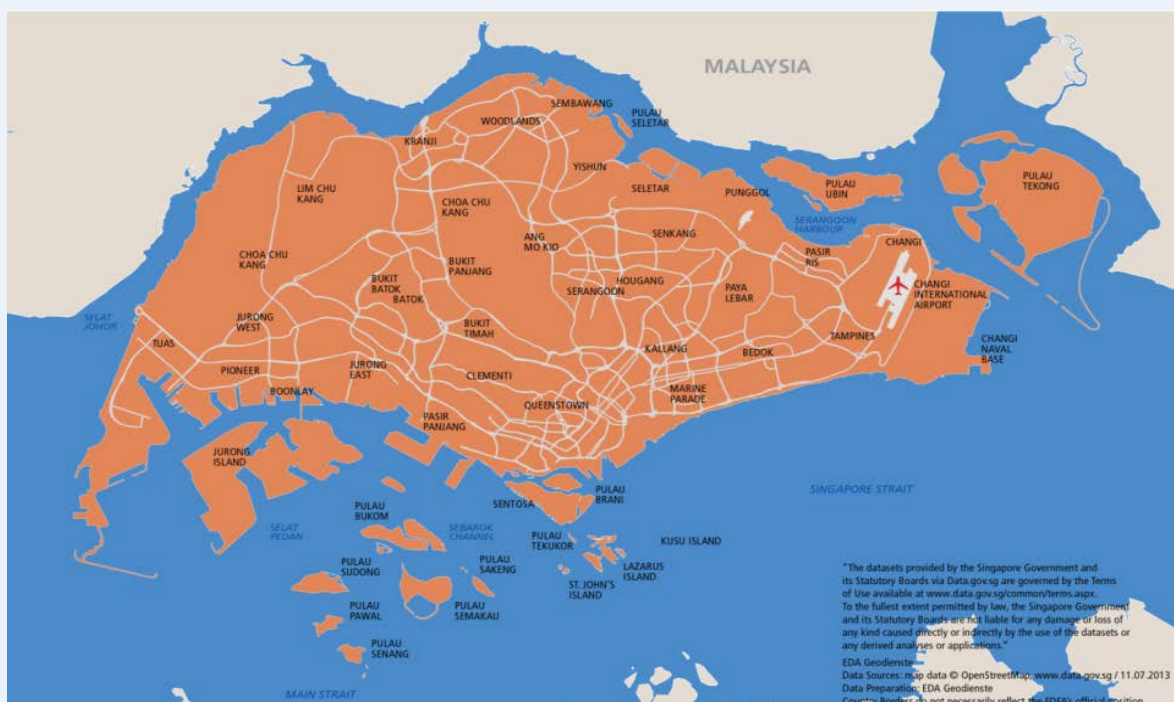 MALAYSIA
SEMBAWANG
PULAU
SELETAR
WOODLANDS
KRANJI
YISHUN
LIM CHU
KANG
SELETAR
PUNGGOL
PULAU
UBIN
PULAU
TEKONG
CHOA CHU
KANG
SERANGOON
HARBOUR
ANG
MO KIO
SENKANG
CHANGI
CHOA CHU
KANG
BUKIT
PANJANG
PASIR
RIS
BUKIT
BATOK
BATOK
HOUGANG
SERANGOON
PAYA
LEBAR
CHANGI
INTERNATIONAL
AIRPORT
SELAT
JOHOR
JURONG
WEST
BUKIT
TIMAH
TUAS
KALLANG
BEDOK
TAMPINES
CHANGI
NAVAL
BASE
PIONEER
JURONG
EAST
CLEMENTI
BOONLAY
MARINE
PARADE
QUEENSTOWN
PASIR
PANJANG
JURONG
ISLAND
SINGAPORE STRAIT
SENTOSA
PULAU
BRANI
PULAU
BUKOM
SELAT
PEDAN
SEBAROK
CHANNEL
PULAU
TEKUKOR
KUSU ISLAND
PULAU
SUDONG
PULAU
SAKENG
LAZARUS
ISLAND
ST. JOHN'S
ISLAND
PULAU
PAWAL
PULAU
SEMAKAU
PULAU
SENANG
MAIN STRAIT
"The datasets provided by the Singapore Government and
its Statutory Boards via Data.gov.sg are governed by the Terms
of Use available at www.data.gov.sg/common/terms.aspx.
To the fullest extent permitted by law, the Singapore Government
and its Statutory Boards are not liable for any damage or loss of
any kind caused directly or indirectly by the use of the datasets or
any derived analyses or applications."
EDA Geodienste
Data Sources: map data © OpenStreetMap, www.data.gov.sg / 11.07.2013
Data Preparation: EDA Geodienste
Country Borders do not necessarily reflect the FDFA's official position